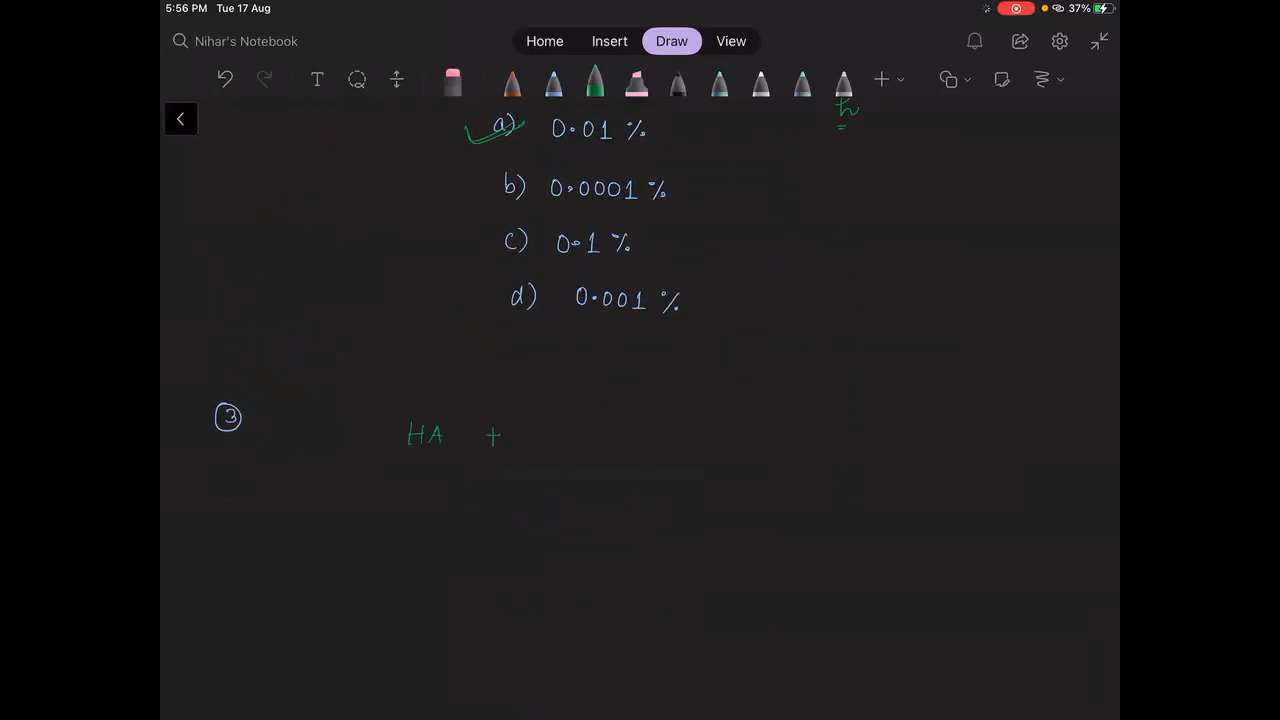 5:56 PM Tue 17 Aug 37%
Nihar's Notebook Home Insert Draw View
T
a) 0.01 %
ħ
b) 0.0001 %
c) 0.1 %
d) 0.001 %
3
HA +